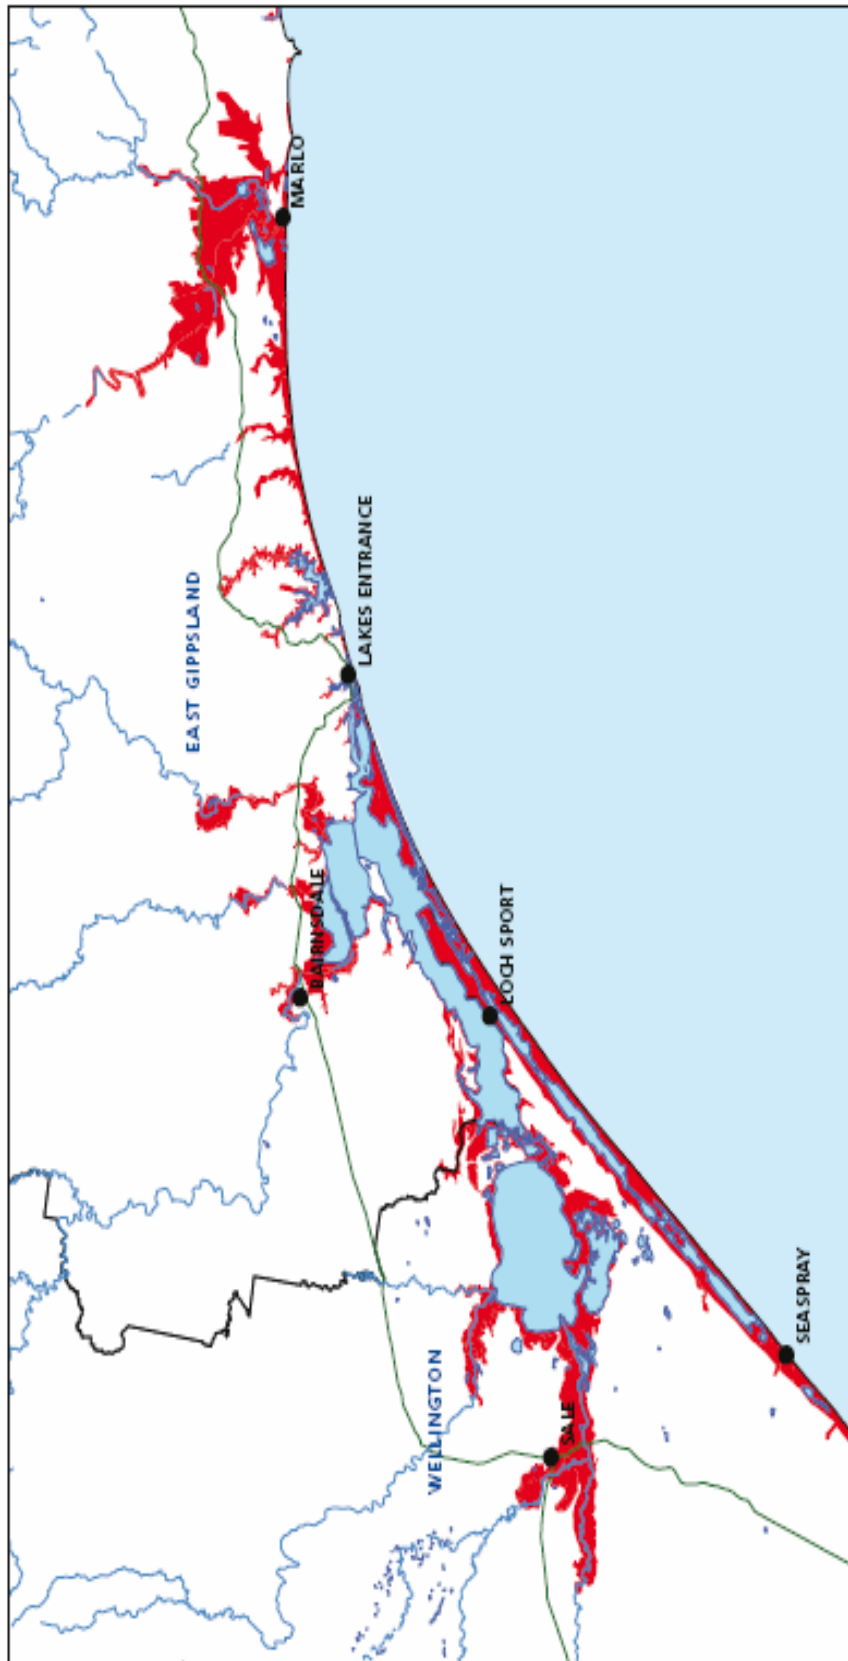 MARLO
LAKES ENTRANCE
EAST GIPPSLAND
BAIRNSDALE
LOCH SPORT
SEASPRAY
WELLINGTON
SALE